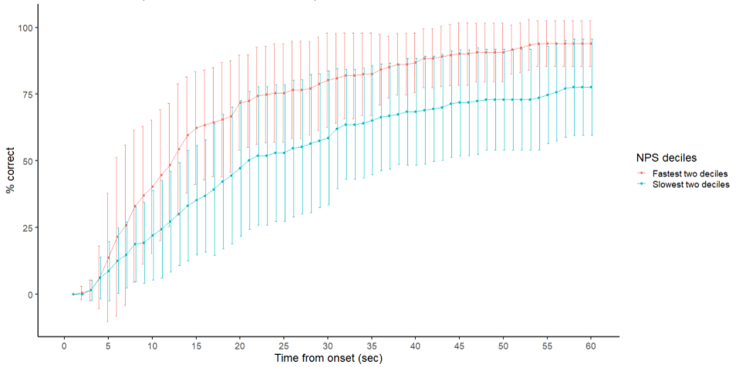 100
75
50
25
0
% correct
0 5 10 15 20 25 30 35 40 45 50 55 60
Time from onset (sec)
NPS deciles
Fastest two deciles
Slowest two deciles